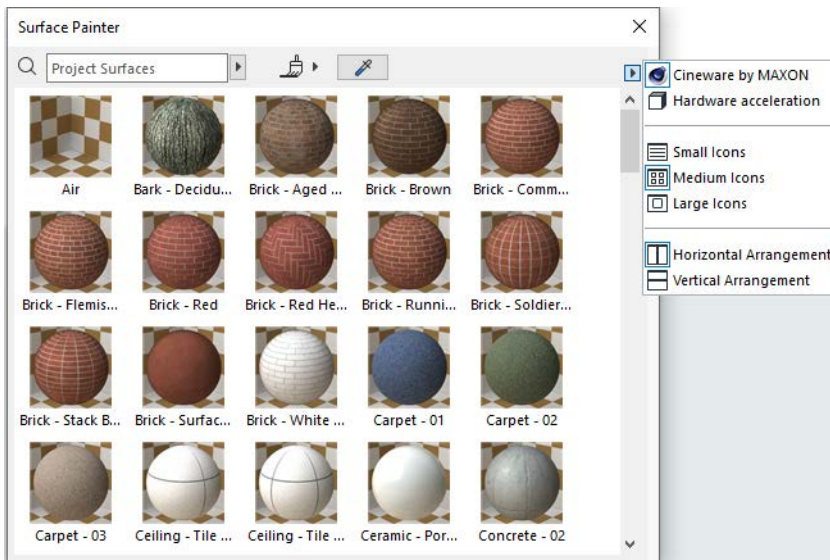 Surface Painter
Project Surfaces
Air
Bark - Decidu...
Brick - Aged ...
Brick - Brown
Brick - Comm...
Brick - Flemis...
Brick - Red
Brick - Red He...
Brick - Runni...
Brick - Soldier...
Brick - Stack B...
Brick - Surfac...
Brick - White ...
Carpet - 01
Carpet - 02
Carpet - 03
Ceiling - Tile ...
Ceiling - Tile ...
Ceramic - Por...
Concrete - 02
Cineware by MAXON
Hardware acceleration
Small Icons
Medium Icons
Large Icons
Horizontal Arrangement
Vertical Arrangement